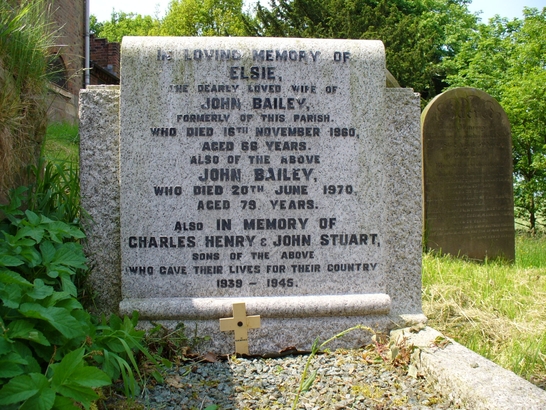 IN LOVING MEMORY OF
ELSIE,
THE DEARLY LOVED WIFE OF
JOHN BAILEY,
FORMERLY OF THIS PARISH.
WHO DIED 16TH NOVEMBER 1960,
AGED 66 YEARS.
ALSO OF THE ABOVE
JOHN BAILEY,
WHO DIED 20TH JUNE 1970,
AGED 79 YEARS.
ALSO IN MEMORY OF
CHARLES HENRY & JOHN STUART,
SONS OF THE ABOVE
WHO GAVE THEIR LIVES FOR THEIR COUNTRY
1939 - 1945.